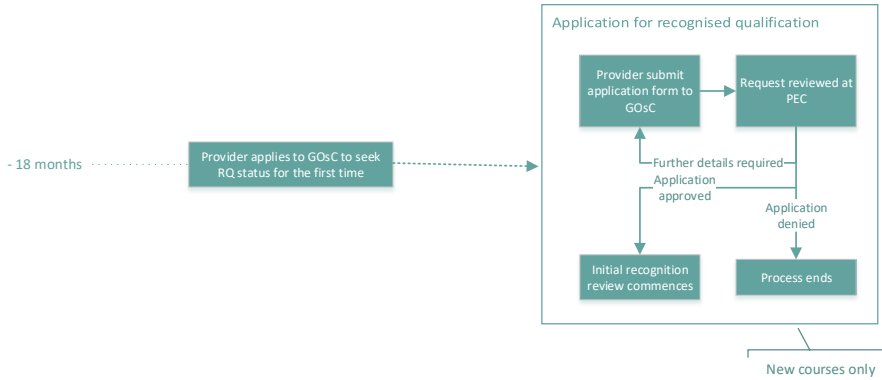 Application for recognised qualification
Provider submit
application form to
GOsC
Request reviewed at
PEC
- 18 months
Provider applies to GOsC to seek
RQ status for the first time
Further details required
Application
approved
Application
denied
Initial recognition
review commences
Process ends
New courses only